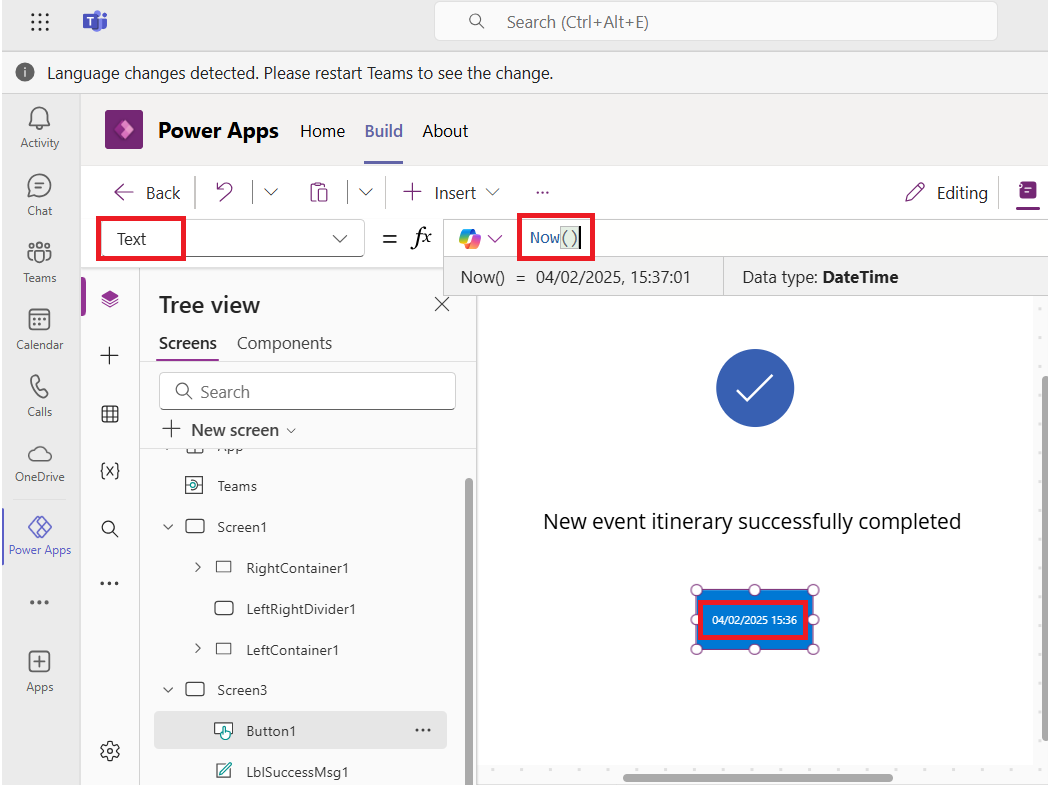 Search (Ctrl+Alt+E)
Language changes detected. Please restart Teams to see the change.
Activity
Chat
Teams
Calendar
Calls
OneDrive
Power Apps
Apps
Power Apps Home Build About
Back Insert Editing
Text = fx Now()
Now() = 04/02/2025, 15:37:01 Data type: DateTime
Tree view
Screens Components
Search
New screen
App
Teams
Screen1
RightContainer1
LeftRightDivider1
LeftContainer1
Screen3
Button1
LblSuccessMsg1
New event itinerary successfully completed
04/02/2025 15:36